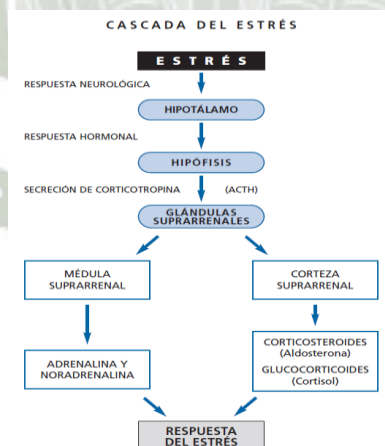 CASCADA DEL ESTRÉS
ESTRÉS
RESPUESTA NEUROLÓGICA
HIPOTÁLAMO
RESPUESTA HORMONAL
HIPÓFISIS
SECRECIÓN DE CORTICOTROPINA (ACTH)
GLÁNDULAS
SUPRARRENALES
MÉDULA
SUPRARRENAL
CORTEZA
SUPRARRENAL
ADRENALINA Y
NORADRENALINA
CORTICOSTEROIDES
(Aldosterona)
GLUCOCORTICOIDES
(Cortisol)
RESPUESTA
DEL ESTRÉS